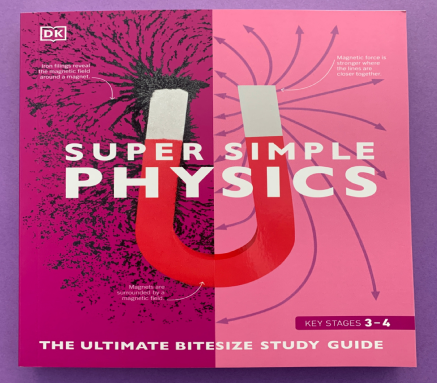 DK
Iron filings reveal
the magnetic field
around a magnet.
Magnetic force is
stronger where
the lines are
closer together.
SUPER SIMPLE
PHYSICS
Magnets are
surrounded by a
magnetic field.
KEY STAGES 3–4
THE ULTIMATE BITESIZE STUDY GUIDE